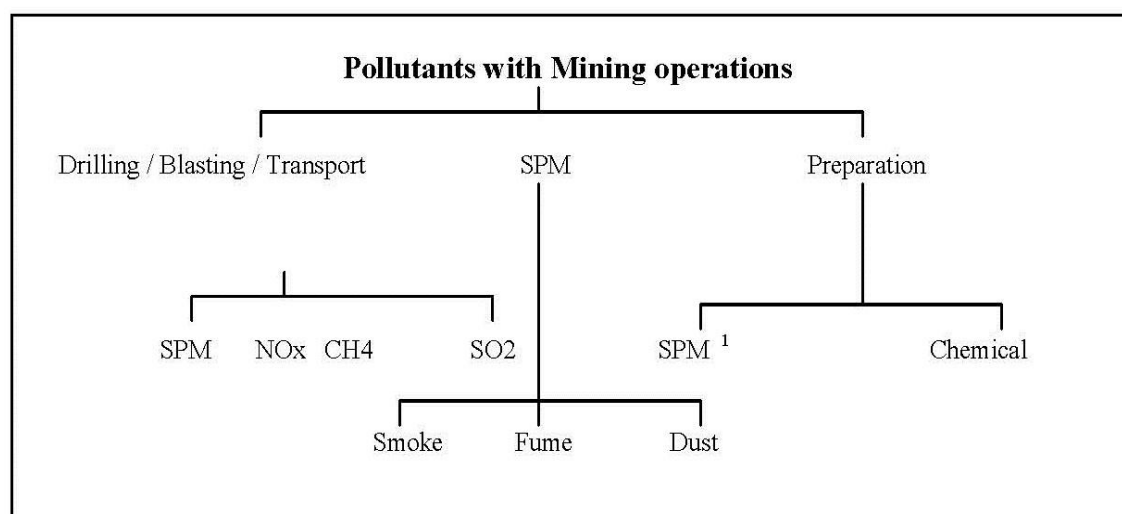 Pollutants with Mining operations
Drilling / Blasting / Transport SPM Preparation
SPM NOx CH4 SO2 SPM 1 Chemical
Smoke Fume Dust